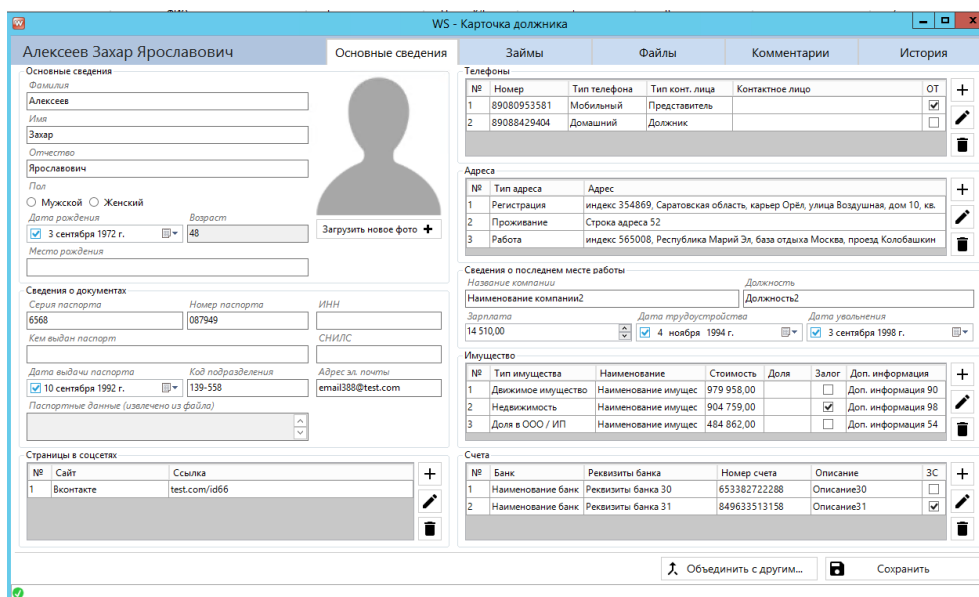 WS - Карточка должника
Алексеев Захар Ярославович
Основные сведения
Займы
Файлы
Комментарии
История
Основные сведения
Фамилия
Алексеев
Имя
Захар
Отчество
Ярославович
Пол
Мужской Женский
Дата рождения Возраст
3 сентября 1972 г. 48
Загрузить новое фото
Место рождения
Сведения о документах
Серия паспорта Номер паспорта ИНН
6568 087949
Кем выдан паспорт СНИЛС
Дата выдачи паспорта Код подразделения Адрес эл. почты
10 сентября 1992 г. 139-558 email388@test.com
Паспортные данные (извлечено из файла)
Страницы в соцсетях
№ Сайт Ссылка
1 Вконтакте test.com/id66
Телефоны
№ Номер Тип телефона Тип конт. лица Контактное лицо ОТ
1 89080953581 Мобильный Представитель
2 89088429404 Домашний Должник
Адреса
№ Тип адреса Адрес
1 Регистрация индекс 354869, Саратовская область, карьер Орёл, улица Воздушная, дом 10, кв.
2 Проживание Строка адреса 52
3 Работа индекс 565008, Республика Марий Эл, база отдыха Москва, проезд Колобашкин
Сведения о последнем месте работы
Название компании Должность
Наименование компании2 Должность2
Зарплата Дата трудоустройства Дата увольнения
14 510,00 4 ноября 1994 г. 3 сентября 1998 г.
Имущество
№ Тип имущества Наименование Стоимость Доля Залог Доп. информация
1 Движимое имущество Наименование имущес 979 958,00 Доп. информация 90
2 Недвижимость Наименование имущес 904 759,00 Доп. информация 98
3 Доля в ООО / ИП Наименование имущес 484 862,00 Доп. информация 54
Счета
№ Банк Реквизиты банка Номер счета Описание ЗС
1 Наименование банк Реквизиты банка 30 653382722288 Описание30
2 Наименование банк Реквизиты банка 31 849633513158 Описание31
Объединить с другим...
Сохранить